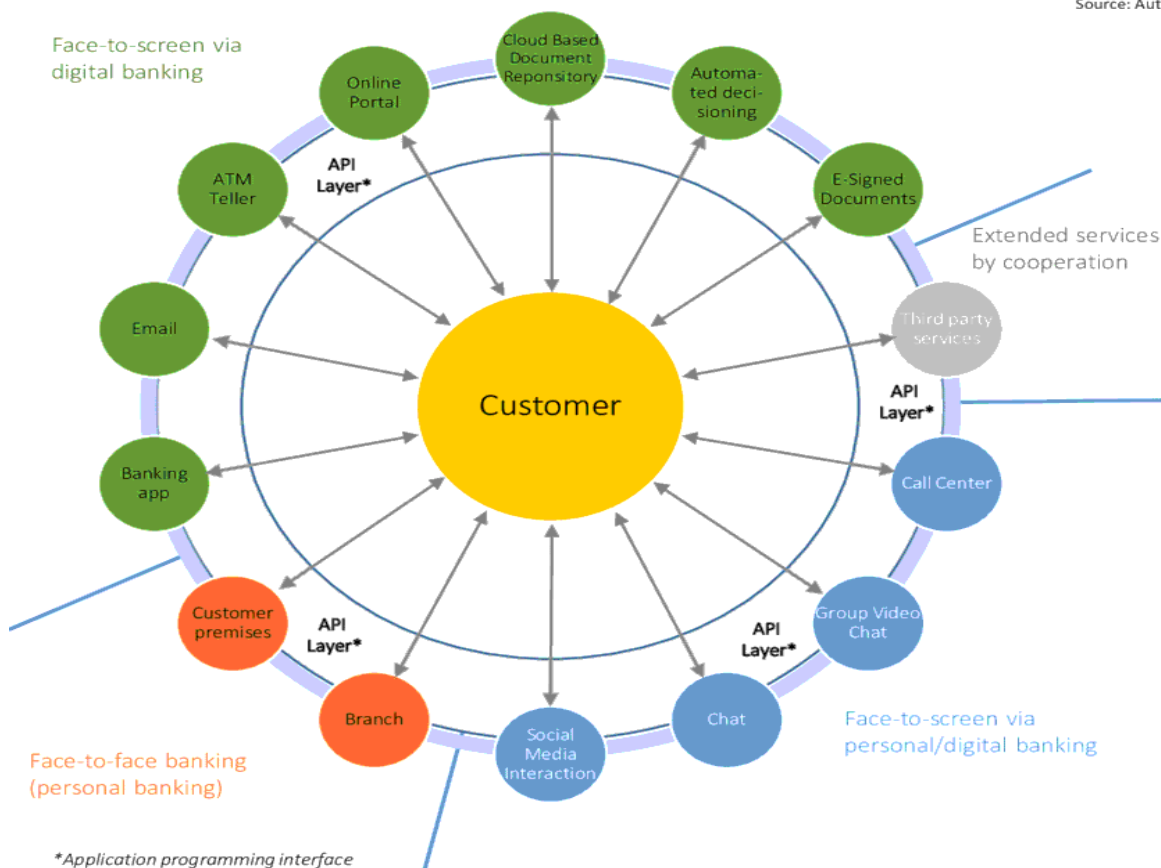 Source: Aut
Face-to-screen via
digital banking
Cloud Based
Document
Reponsitory
Automa-
ted deci-
sioning
Online
Portal
API
Layer*
ATM
Teller
E-Signed
Documents
Extended services
by cooperation
Email
Third party
services
Customer
API
Layer*
Banking
app
Call Center
Customer
premises
API
Layer*
API
Layer*
Group Video
Chat
Branch
Social
Media
Interaction
Chat
Face-to-screen via
personal/digital banking
Face-to-face banking
(personal banking)
*Application programming interface